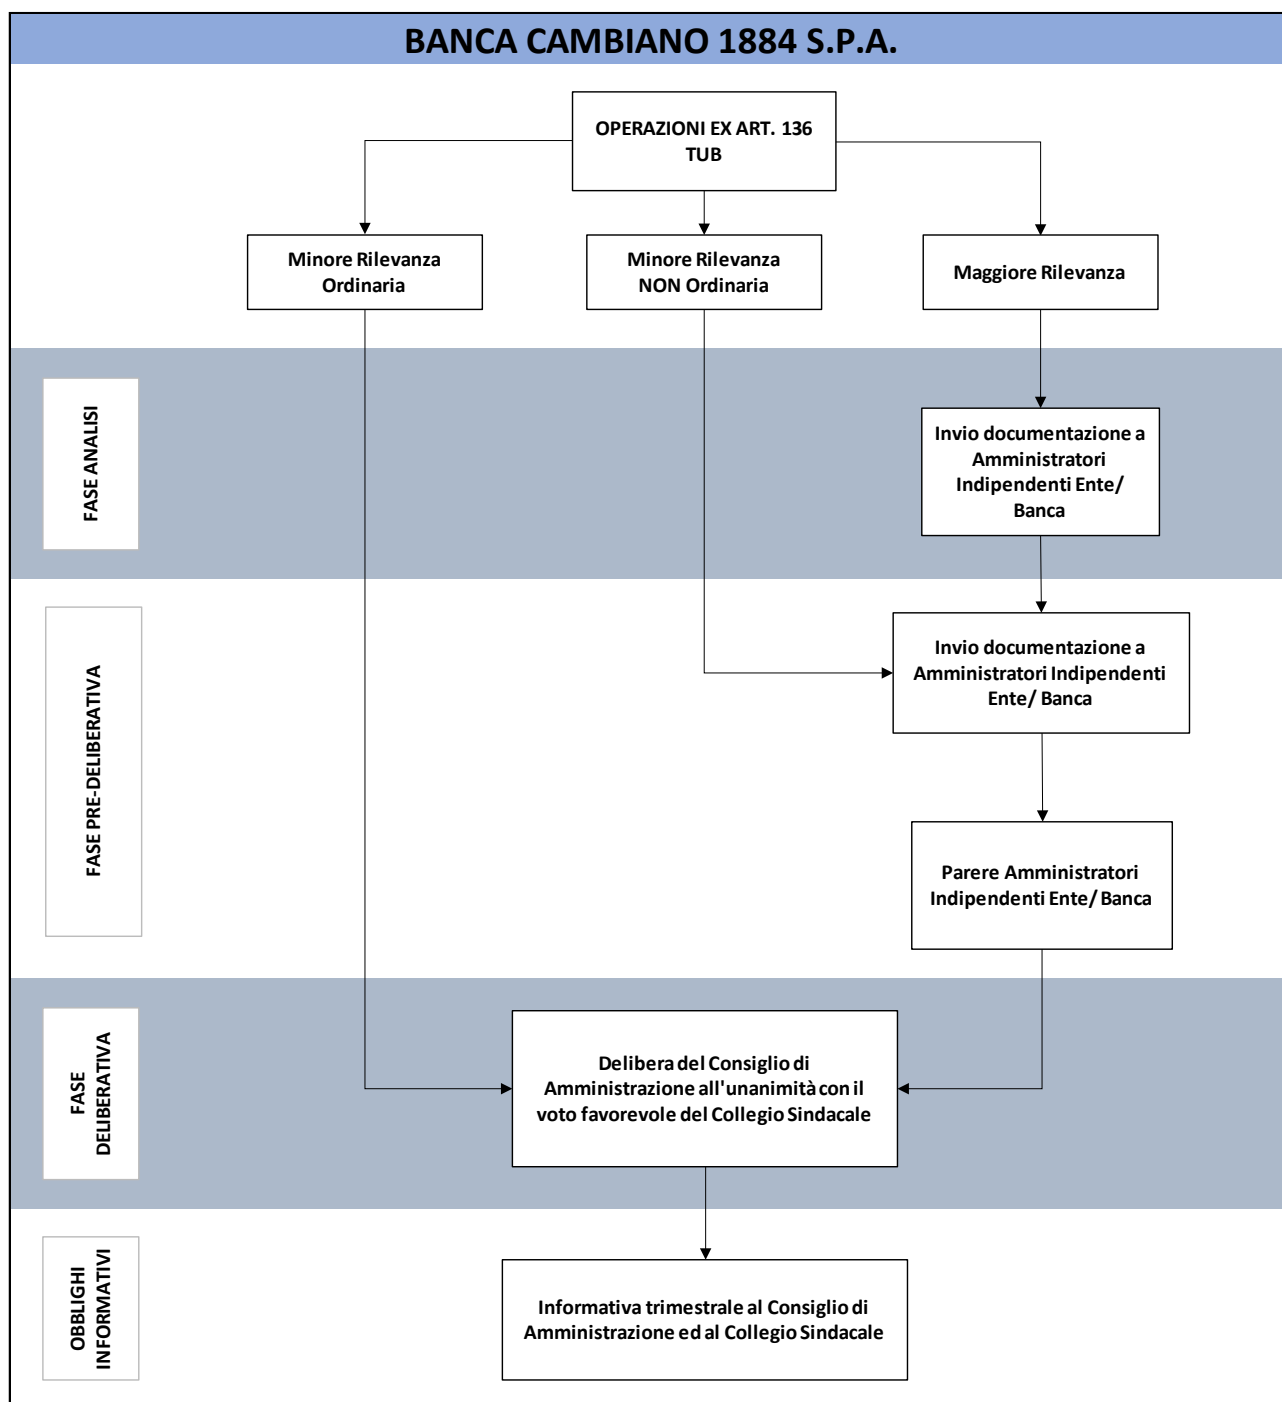 BANCA CAMBIANO 1884 S.P.A.
OPERAZIONI EX ART. 136
TUB
Minore Rilevanza
Ordinaria
Minore Rilevanza
NON Ordinaria
Maggiore Rilevanza
FASE ANALISI
Invio documentazione a
Amministratori
Indipendenti Ente/
Banca
FASE PRE-DELIBERATIVA
Invio documentazione a
Amministratori Indipendenti
Ente/ Banca
Parere Amministratori
Indipendenti Ente/ Banca
FASE
DELIBERATIVA
Delibera del Consiglio di
Amministrazione all'unanimità con il
voto favorevole del Collegio Sindacale
OBBLIGHI
INFORMATIVI
Informativa trimestrale al Consiglio di
Amministrazione ed al Collegio Sindacale